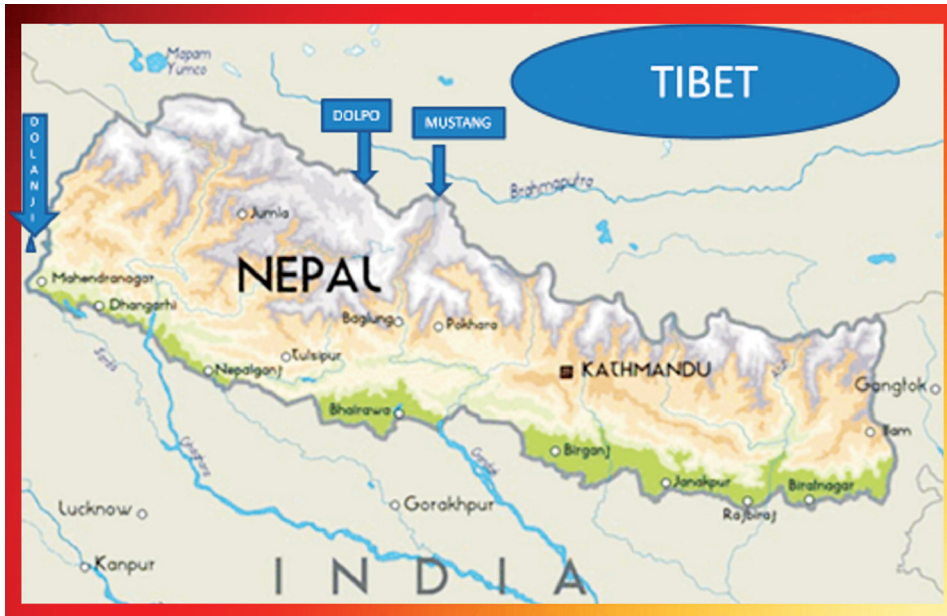 TIBET
Mapam
Yumco
DOLPO
MUSTANG
DOLANJI
Brahmaputra
Jumla
NEPAL
Mahendranagar
Dhangarhi
Baglung
Pokhara
Tulsipur
Nepalganj
KATHMANDU
Gangtok
Bhairawa
Ilam
Birganj
Janakpur
Biratnagar
Rajbiraj
Ghaghara
Lucknow
Gorakhpur
Kanpur
INDIA